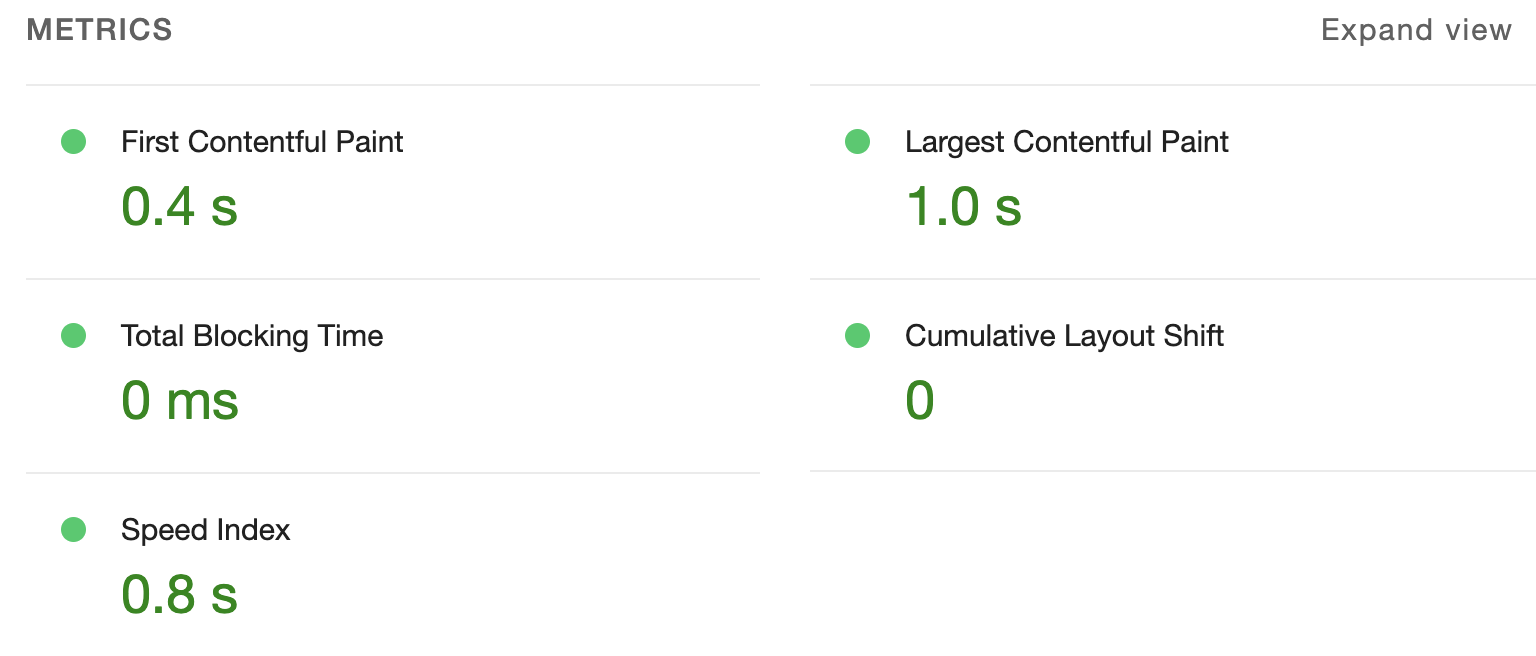 METRICS
Expand view
First Contentful Paint
0.4 s
Largest Contentful Paint
1.0 s
Total Blocking Time
0 ms
Cumulative Layout Shift
0
Speed Index
0.8 s